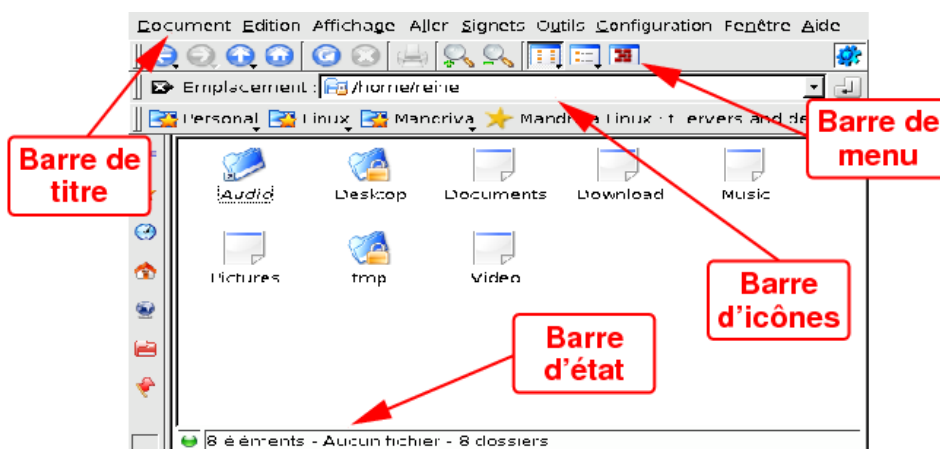 Document Edition Affichage Aller Signets Outils Configuration Fenêtre Aide
Emplacement : /home/reine
Personal Linux Mandriva Linux : t ervers and de
Barre de
titre
Barre de
menu
Audio Desktop Documents Download Music
Pictures tmp Video
Barre
d'icônes
Barre
d'état
8 éléments - Aucun fichier - 8 dossiers